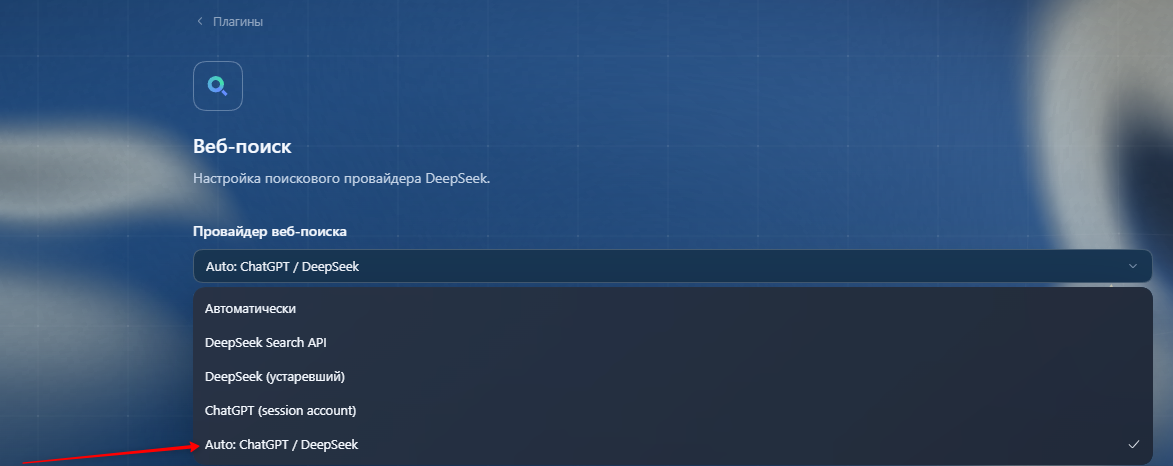 Плагины
Веб-поиск
Настройка поискового провайдера DeepSeek.
Провайдер веб-поиска
Auto: ChatGPT / DeepSeek
Автоматически
DeepSeek Search API
DeepSeek (устаревший)
ChatGPT (session account)
Auto: ChatGPT / DeepSeek